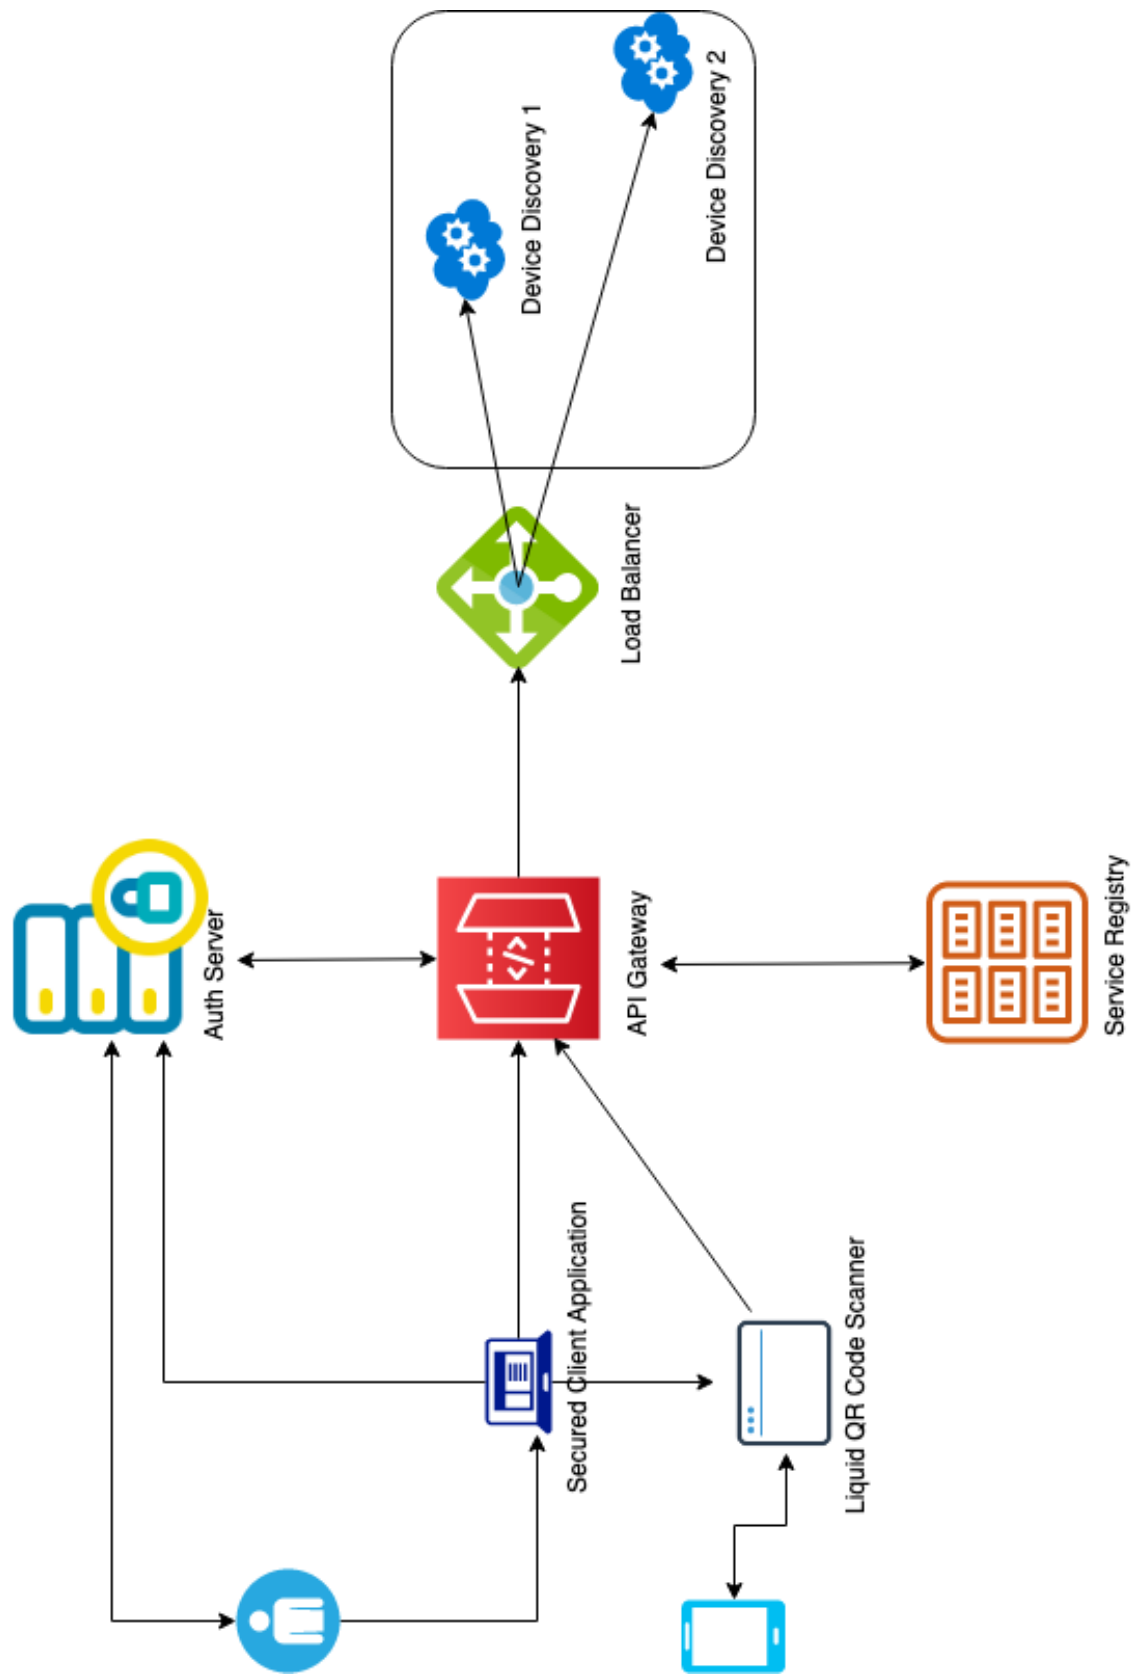 Auth Server
Device Discovery 1
Secured Client Application
API Gateway
Load Balancer
Device Discovery 2
Liquid QR Code Scanner
Service Registry